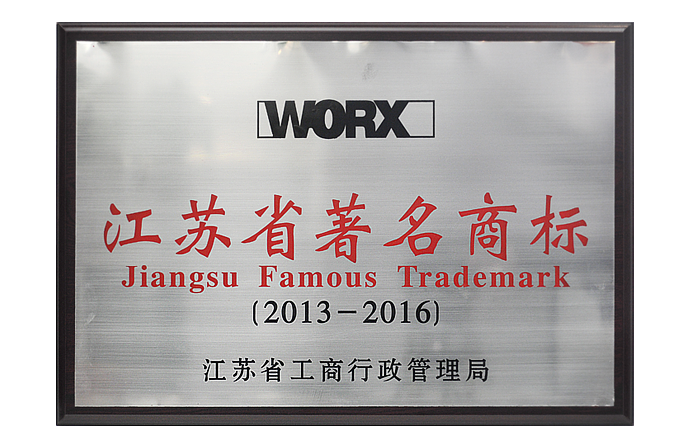 WORX
江苏省著名商标
Jiangsu Famous Trademark
(2013-2016)
江苏省工商行政管理局